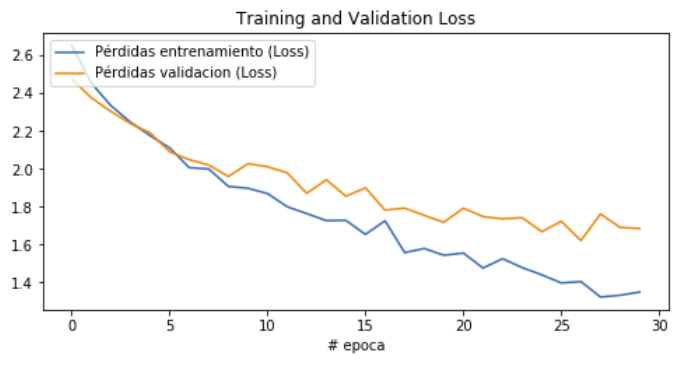 Training and Validation Loss
Pérdidas entrenamiento (Loss)
Pérdidas validacion (Loss)
2.6
2.4
2.2
2.0
1.8
1.6
1.4
0 5 10 15 20 25 30
# epoca